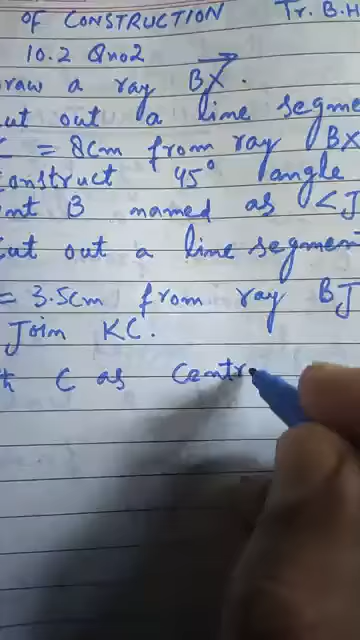 OF CONSTRUCTION Tr. B.H
10.2 Qno2
raw a ray BX.
ut out a line segme
= 8cm from ray BX
onstruct 45° angle
int B named as <J
ut out a line segmen
= 3.5cm from ray BJ
Join KC.
C as Centr